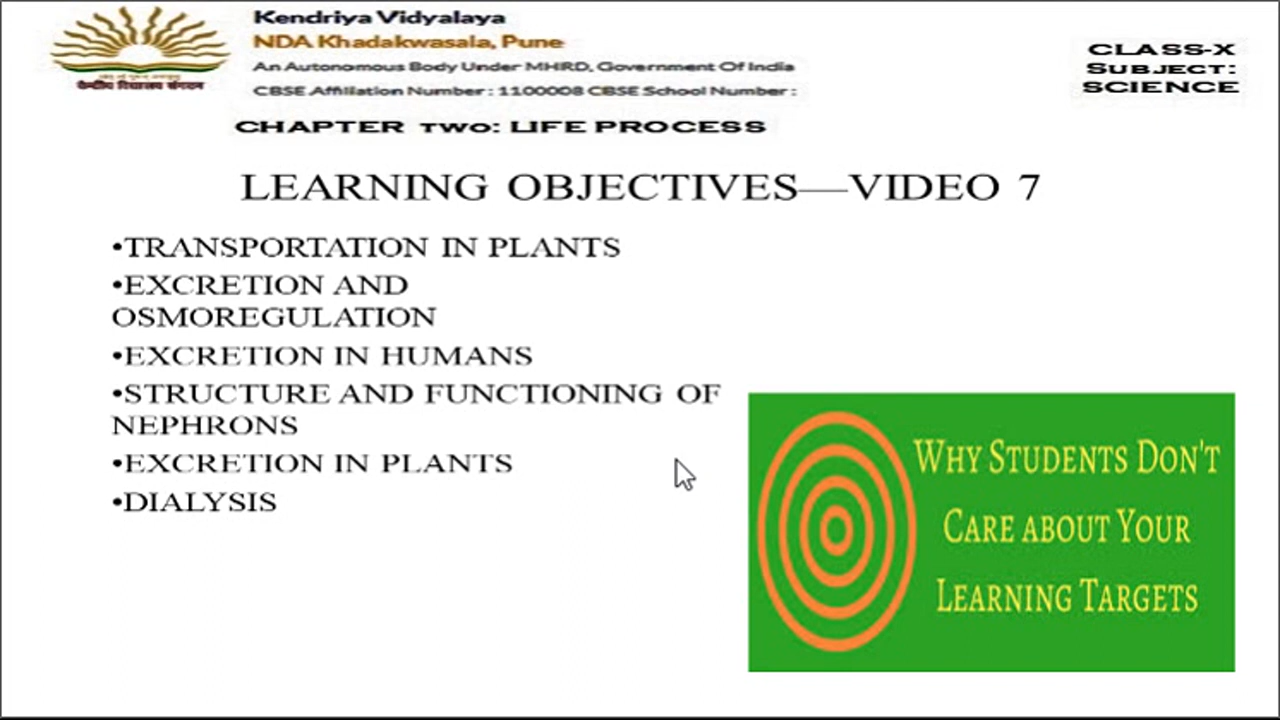 Kendriya Vidyalaya
NDA Khadakwasala, Pune
An Autonomous Body Under MHRD, Government Of India
CBSE Affiliation Number : 1100008 CBSE School Number :
केन्द्रीय विद्यालय संगठन
CLASS-X
SUBJECT:
SCIENCE
CHAPTER TWO: LIFE PROCESS
LEARNING OBJECTIVES—VIDEO 7
•TRANSPORTATION IN PLANTS
•EXCRETION AND
OSMOREGULATION
•EXCRETION IN HUMANS
•STRUCTURE AND FUNCTIONING OF
NEPHRONS
•EXCRETION IN PLANTS
•DIALYSIS
WHY STUDENTS DON'T
CARE ABOUT YOUR
LEARNING TARGETS